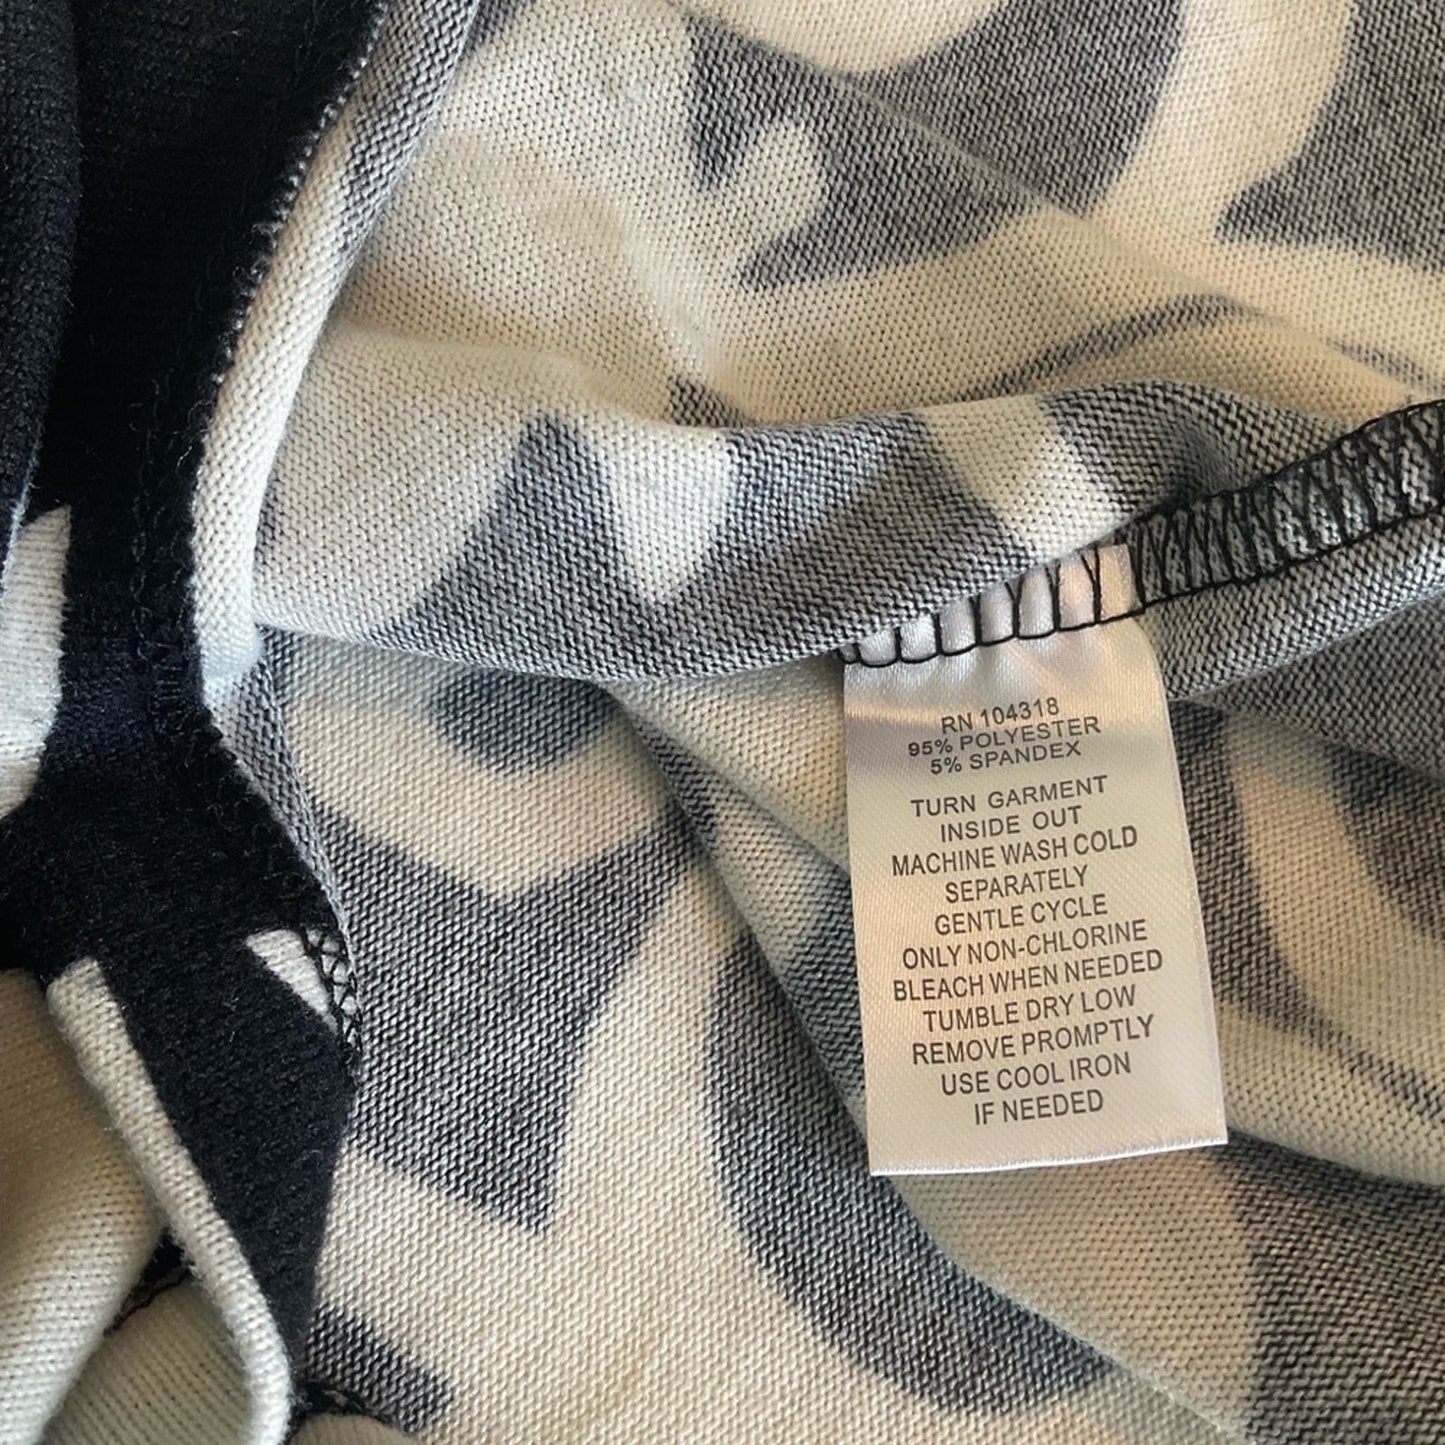 RN 104318
95% POLYESTER
5% SPANDEX
TURN GARMENT
INSIDE OUT
MACHINE WASH COLD
SEPARATELY
GENTLE CYCLE
ONLY NON-CHLORINE
BLEACH WHEN NEEDED
TUMBLE DRY LOW
REMOVE PROMPTLY
USE COOL IRON
IF NEEDED